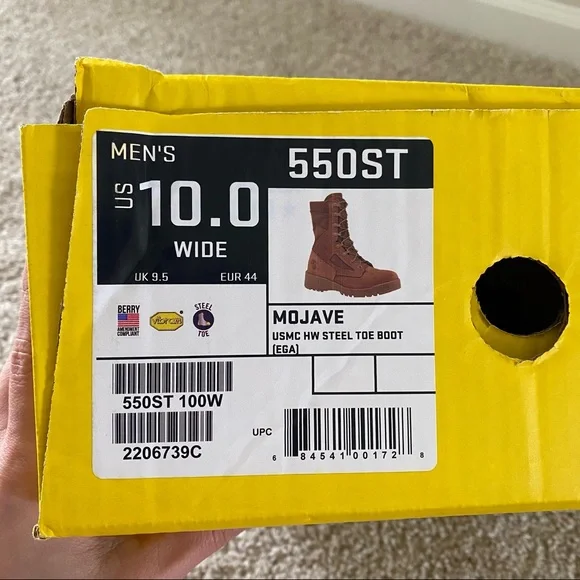 MEN'S
US 10.0
WIDE
UK 9.5 EUR 44
550ST
BERRY
AMENDMENT
COMPLIANT
vibram
STEEL
TOE
MOJAVE
USMC HW STEEL TOE BOOT
(EGA)
550ST 100W
2206739C
UPC
6 84541 00172 8